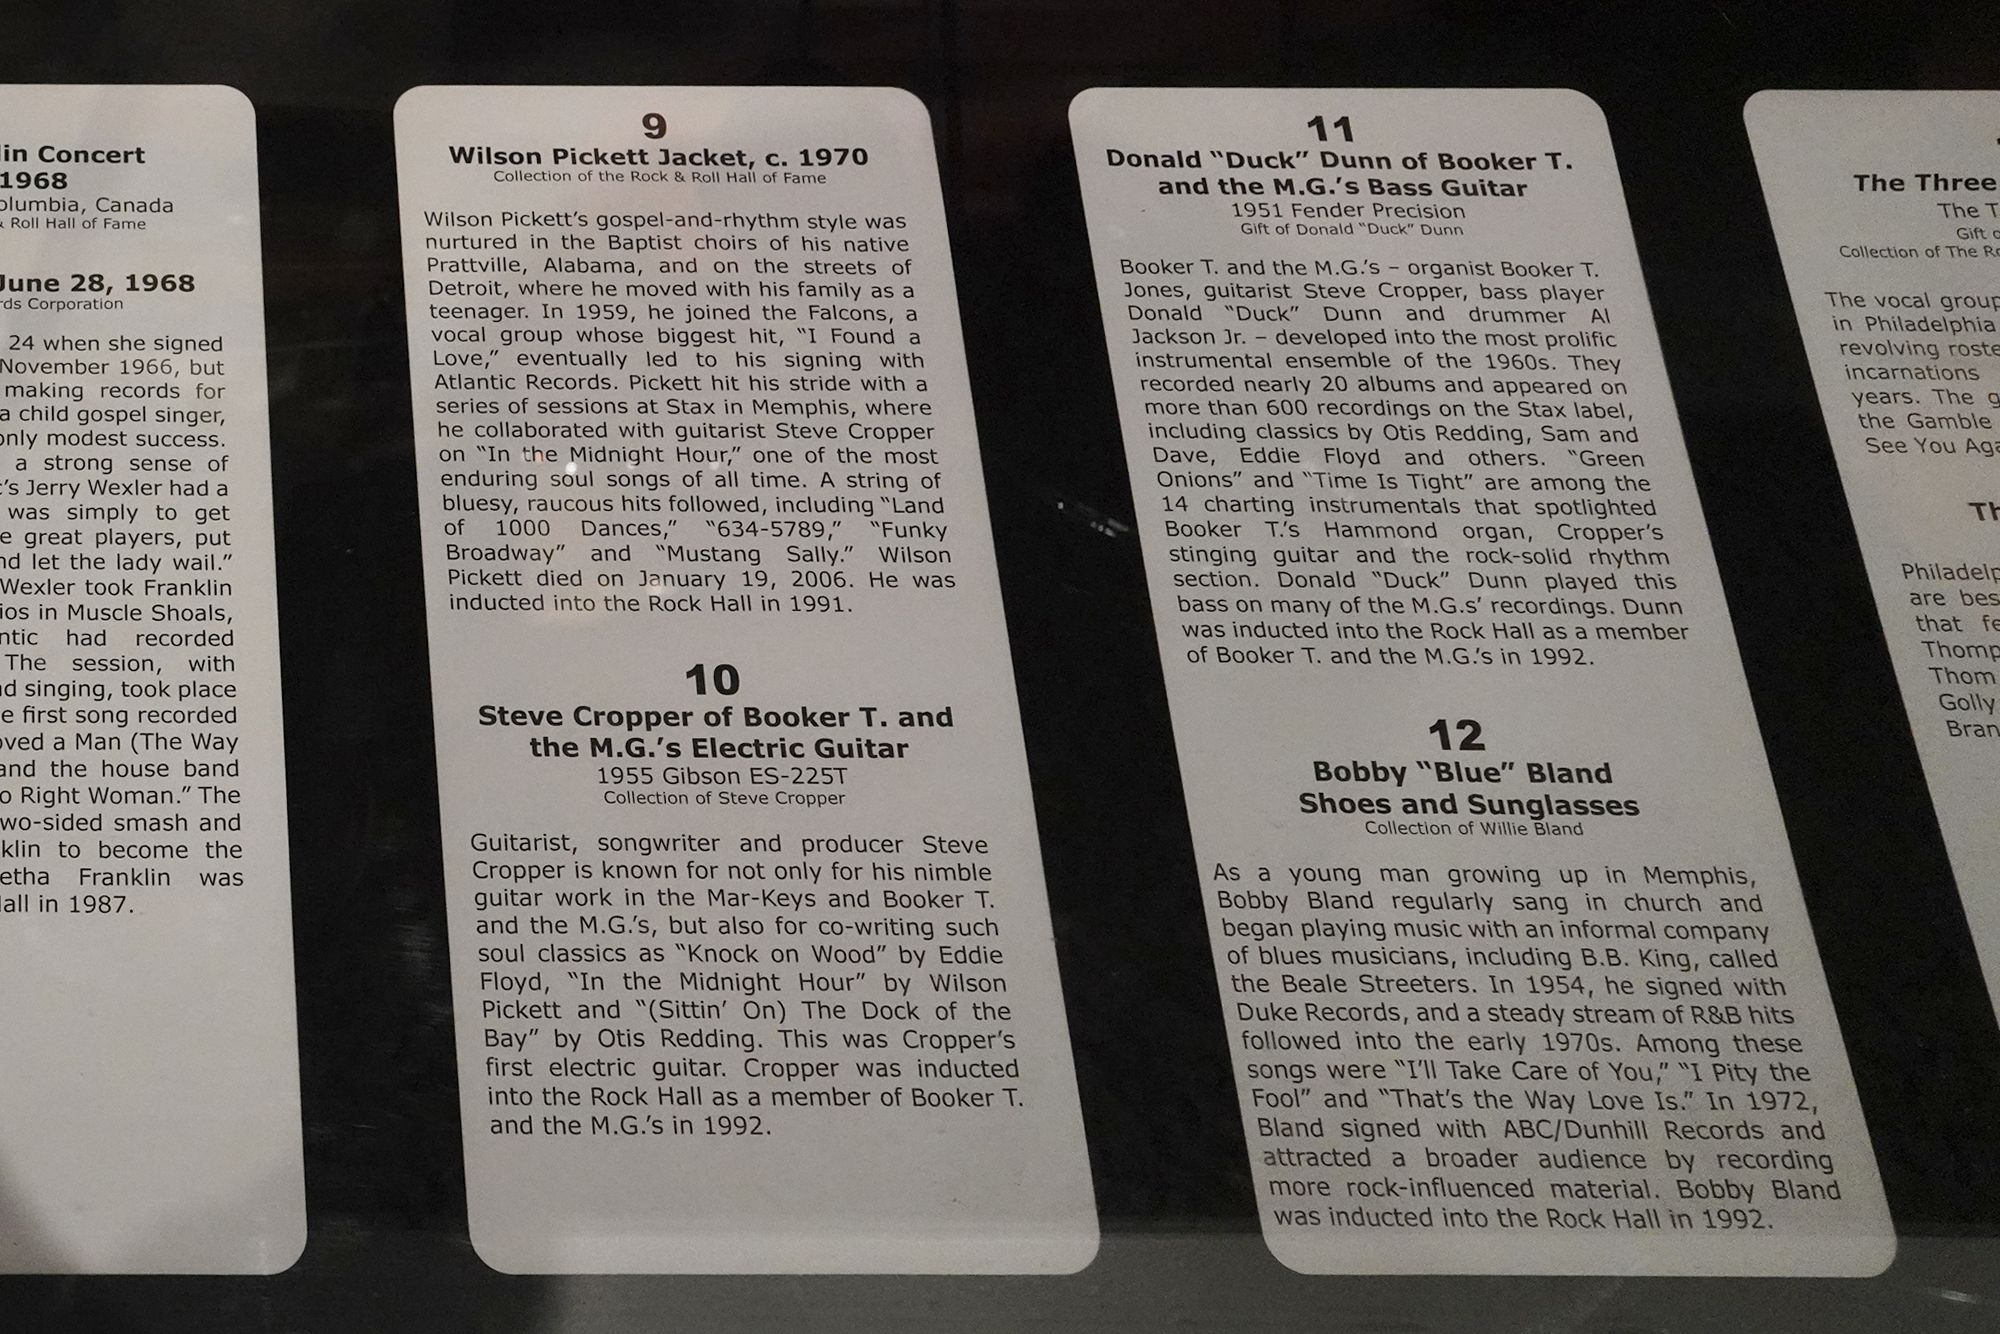 lin Concert
1968
olumbia, Canada
& Roll Hall of Fame
June 28, 1968
rds Corporation
24 when she signed
November 1966, but
making records for
a child gospel singer,
only modest success.
a strong sense of
c’s Jerry Wexler had a
was simply to get
e great players, put
nd let the lady wail.”
Wexler took Franklin
ios in Muscle Shoals,
ntic had recorded
The session, with
nd singing, took place
e first song recorded
oved a Man (The Way
and the house band
o Right Woman.” The
two-sided smash and
klin to become the
etha Franklin was
Hall in 1987.
9
Wilson Pickett Jacket, c. 1970
Collection of the Rock & Roll Hall of Fame
Wilson Pickett’s gospel-and-rhythm style was
nurtured in the Baptist choirs of his native
Prattville, Alabama, and on the streets of
Detroit, where he moved with his family as a
teenager. In 1959, he joined the Falcons, a
vocal group whose biggest hit, “I Found a
Love,” eventually led to his signing with
Atlantic Records. Pickett hit his stride with a
series of sessions at Stax in Memphis, where
he collaborated with guitarist Steve Cropper
on “In the Midnight Hour,” one of the most
enduring soul songs of all time. A string of
bluesy, raucous hits followed, including “Land
of 1000 Dances,” “634-5789,” “Funky
Broadway” and “Mustang Sally.” Wilson
Pickett died on January 19, 2006. He was
inducted into the Rock Hall in 1991.
10
Steve Cropper of Booker T. and
the M.G.’s Electric Guitar
1955 Gibson ES-225T
Collection of Steve Cropper
Guitarist, songwriter and producer Steve
Cropper is known for not only for his nimble
guitar work in the Mar-Keys and Booker T.
and the M.G.’s, but also for co-writing such
soul classics as “Knock on Wood” by Eddie
Floyd, “In the Midnight Hour” by Wilson
Pickett and “(Sittin’ On) The Dock of the
Bay” by Otis Redding. This was Cropper’s
first electric guitar. Cropper was inducted
into the Rock Hall as a member of Booker T.
and the M.G.’s in 1992.
11
Donald “Duck” Dunn of Booker T.
and the M.G.’s Bass Guitar
1951 Fender Precision
Gift of Donald “Duck” Dunn
Booker T. and the M.G.’s – organist Booker T.
Jones, guitarist Steve Cropper, bass player
Donald “Duck” Dunn and drummer Al
Jackson Jr. – developed into the most prolific
instrumental ensemble of the 1960s. They
recorded nearly 20 albums and appeared on
more than 600 recordings on the Stax label,
including classics by Otis Redding, Sam and
Dave, Eddie Floyd and others. “Green
Onions” and “Time Is Tight” are among the
14 charting instrumentals that spotlighted
Booker T.’s Hammond organ, Cropper’s
stinging guitar and the rock-solid rhythm
section. Donald “Duck” Dunn played this
bass on many of the M.G.s’ recordings. Dunn
was inducted into the Rock Hall as a member
of Booker T. and the M.G.’s in 1992.
12
Bobby “Blue” Bland
Shoes and Sunglasses
Collection of Willie Bland
As a young man growing up in Memphis,
Bobby Bland regularly sang in church and
began playing music with an informal company
of blues musicians, including B.B. King, called
the Beale Streeters. In 1954, he signed with
Duke Records, and a steady stream of R&B hits
followed into the early 1970s. Among these
songs were “I’ll Take Care of You,” “I Pity the
Fool” and “That’s the Way Love Is.” In 1972,
Bland signed with ABC/Dunhill Records and
attracted a broader audience by recording
more rock-influenced material. Bobby Bland
was inducted into the Rock Hall in 1992.
The Three
The T
Gift o
Collection of The Ro
The vocal group
in Philadelphia
revolving roste
incarnations
years. The g
the Gamble
See You Aga
Th
Philadelp
are bes
that fe
Thomp
Thom
Golly
Bran